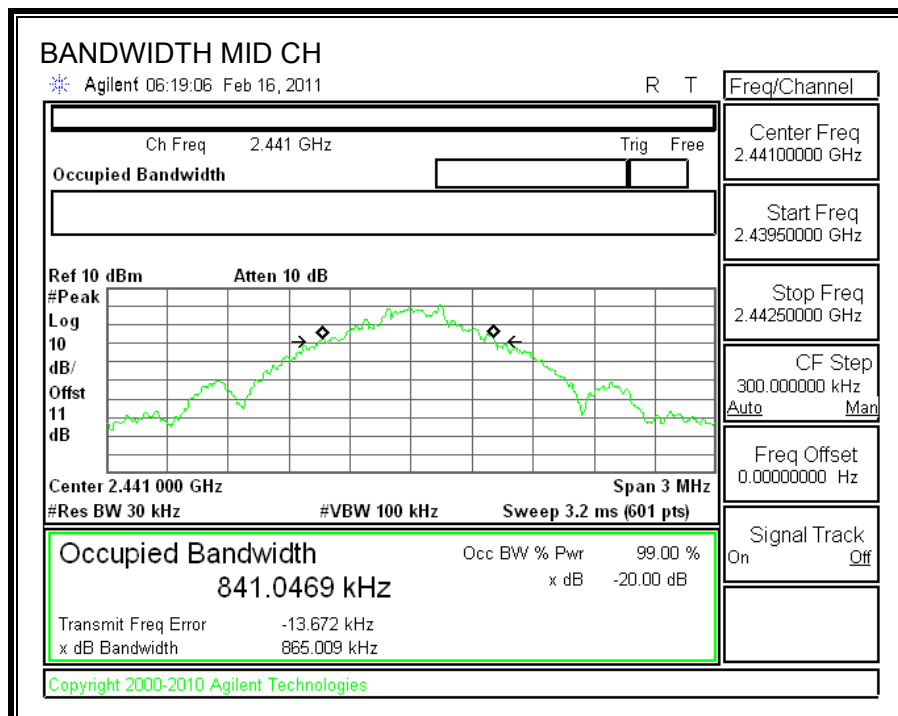 BANDWIDTH MID CH
Agilent 06:19:06 Feb 16, 2011 R T
Ch Freq 2.441 GHz Trig Free
Occupied Bandwidth
Ref 10 dBm Atten 10 dB
#Peak
Log
10
dB/
Offst
11
dB
Center 2.441 000 GHz Span 3 MHz
#Res BW 30 kHz #VBW 100 kHz Sweep 3.2 ms (601 pts)
Occupied Bandwidth Occ BW % Pwr 99.00 %
841.0469 kHz x dB -20.00 dB
Transmit Freq Error -13.672 kHz
x dB Bandwidth 865.009 kHz
Copyright 2000-2010 Agilent Technologies
Freq/Channel
Center Freq
2.44100000 GHz
Start Freq
2.43950000 GHz
Stop Freq
2.44250000 GHz
CF Step
300.000000 kHz
Auto Man
Freq Offset
0.00000000 Hz
Signal Track
On Off